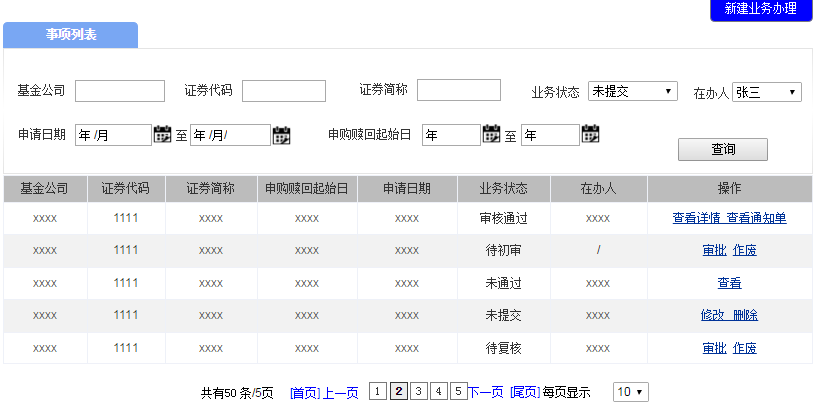 新建业务办理
事项列表
基金公司 证券代码 证券简称 业务状态 未提交 在办人 张三
申请日期 年 /月 至 年 /月/ 申购赎回起始日 年 至 年
查询
基金公司 证券代码 证券简称 申购赎回起始日 申请日期 业务状态 在办人 操作
xxxx 1111 xxxx xxxx xxxx 审核通过 xxxx 查看详情 查看通知单
xxxx 1111 xxxx xxxx xxxx 待初审 / 审批 作废
xxxx 1111 xxxx xxxx xxxx 未通过 xxxx 查看
xxxx 1111 xxxx xxxx xxxx 未提交 xxxx 修改 删除
xxxx 1111 xxxx xxxx xxxx 待复核 xxxx 审批 作废
共有50 条/5页 [首页] 上一页 1 2 3 4 5 下一页 [尾页] 每页显示 10